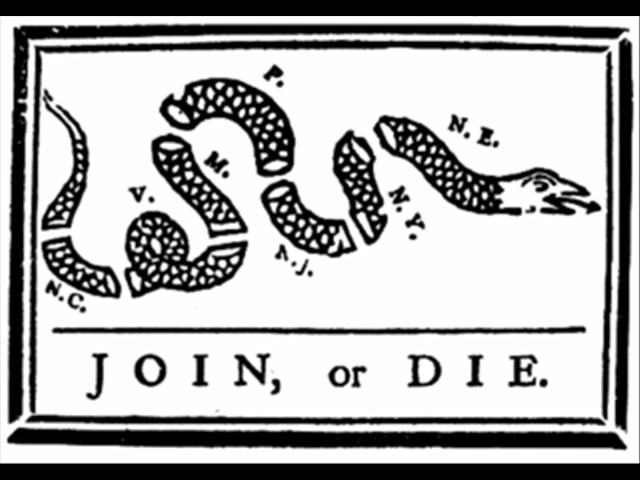 P.
N. E.
M.
V.
N. Y.
N. J.
N. C.
JOIN, or DIE.